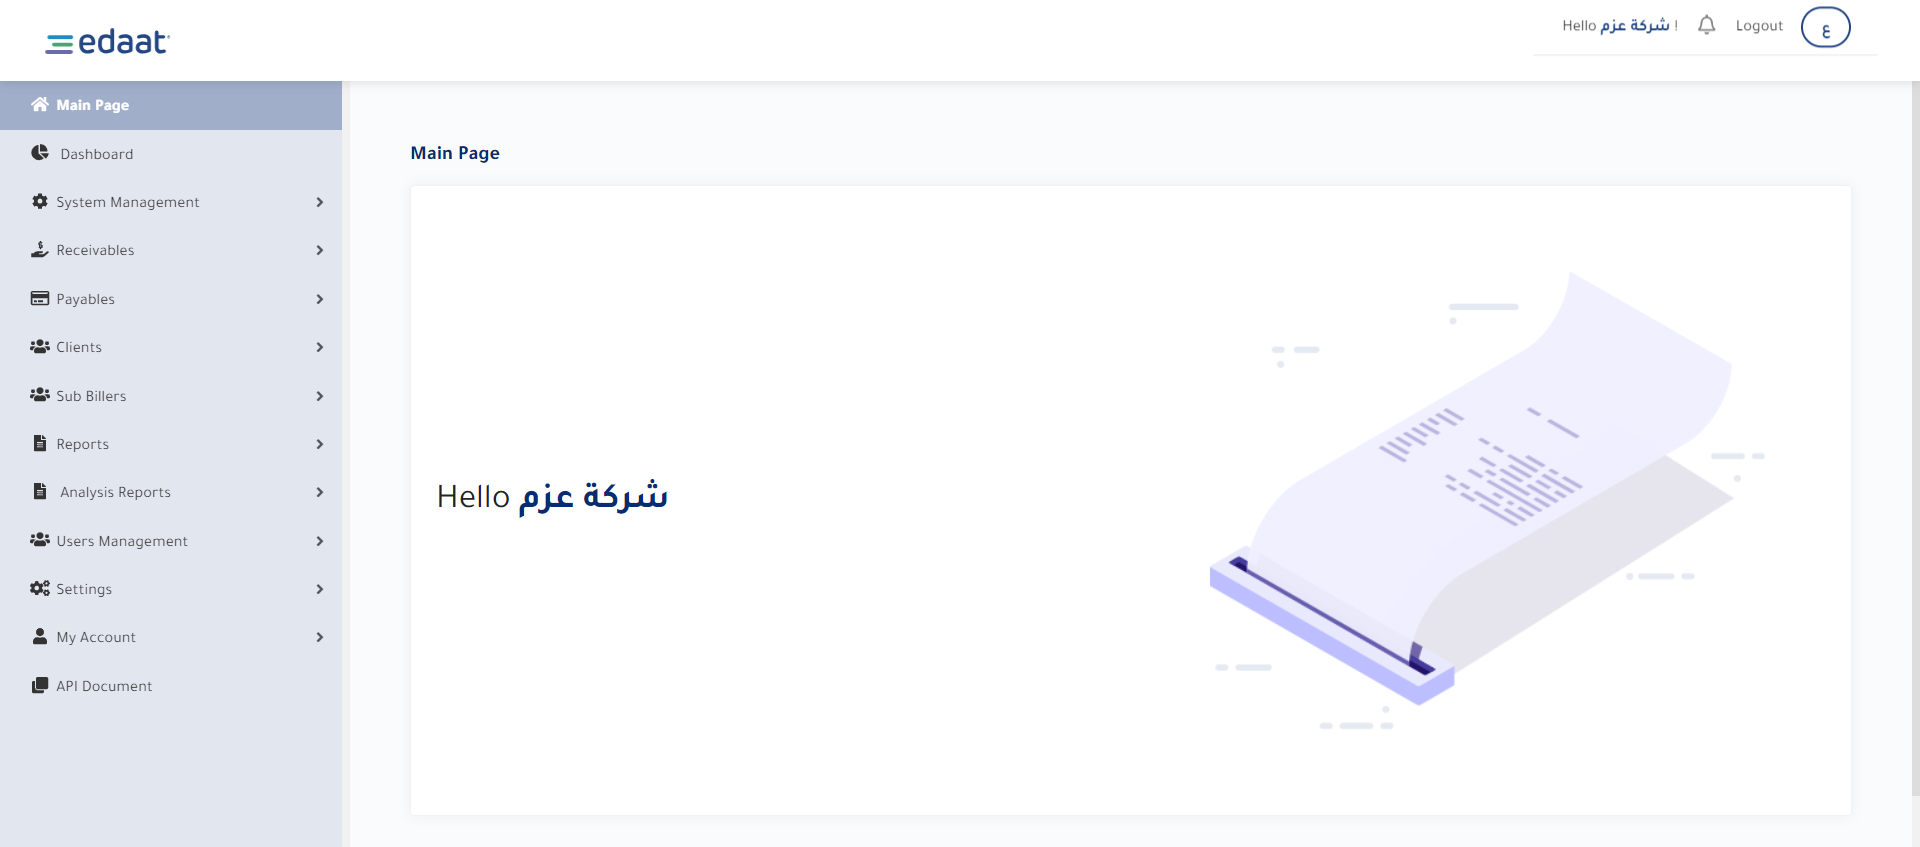 edaat
Hello شركة عزم !
Logout
ع
Main Page
Dashboard
System Management
Receivables
Payables
Clients
Sub Billers
Reports
Analysis Reports
Users Management
Settings
My Account
API Document
Main Page
Hello شركة عزم